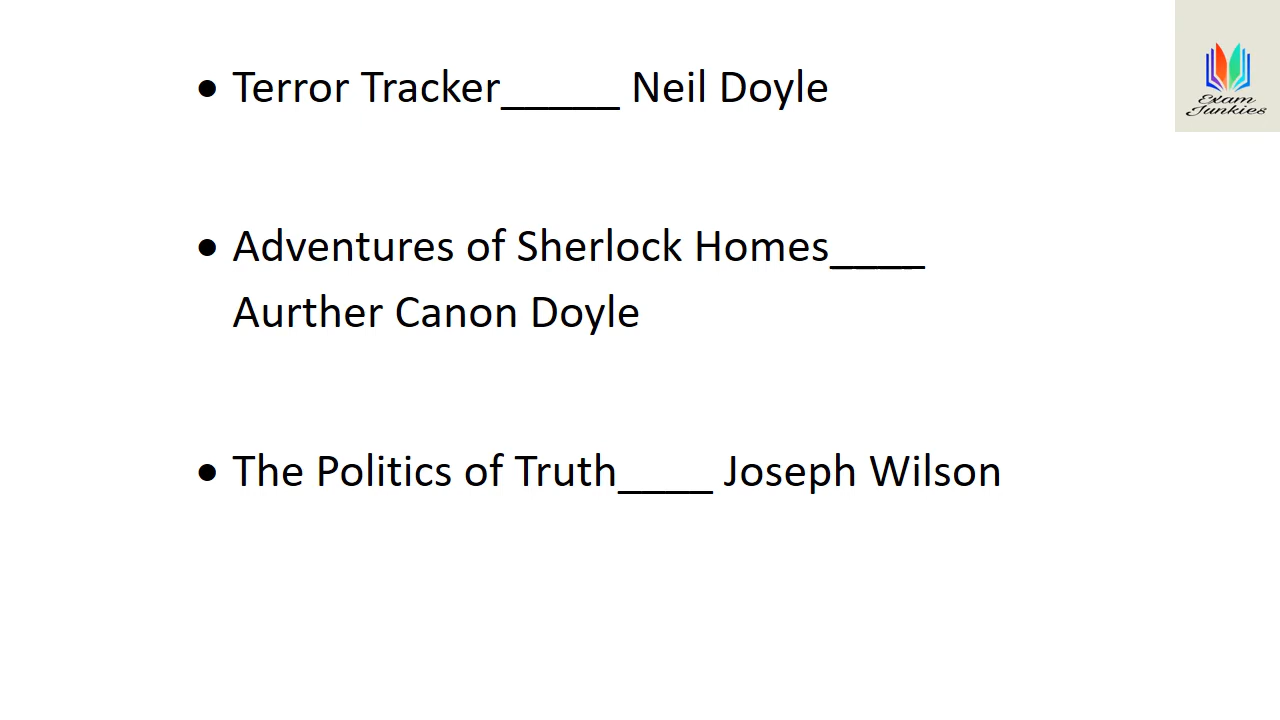 • Terror Tracker_____ Neil Doyle
• Adventures of Sherlock Homes____
Aurther Canon Doyle
• The Politics of Truth____ Joseph Wilson
Exam
Junkies